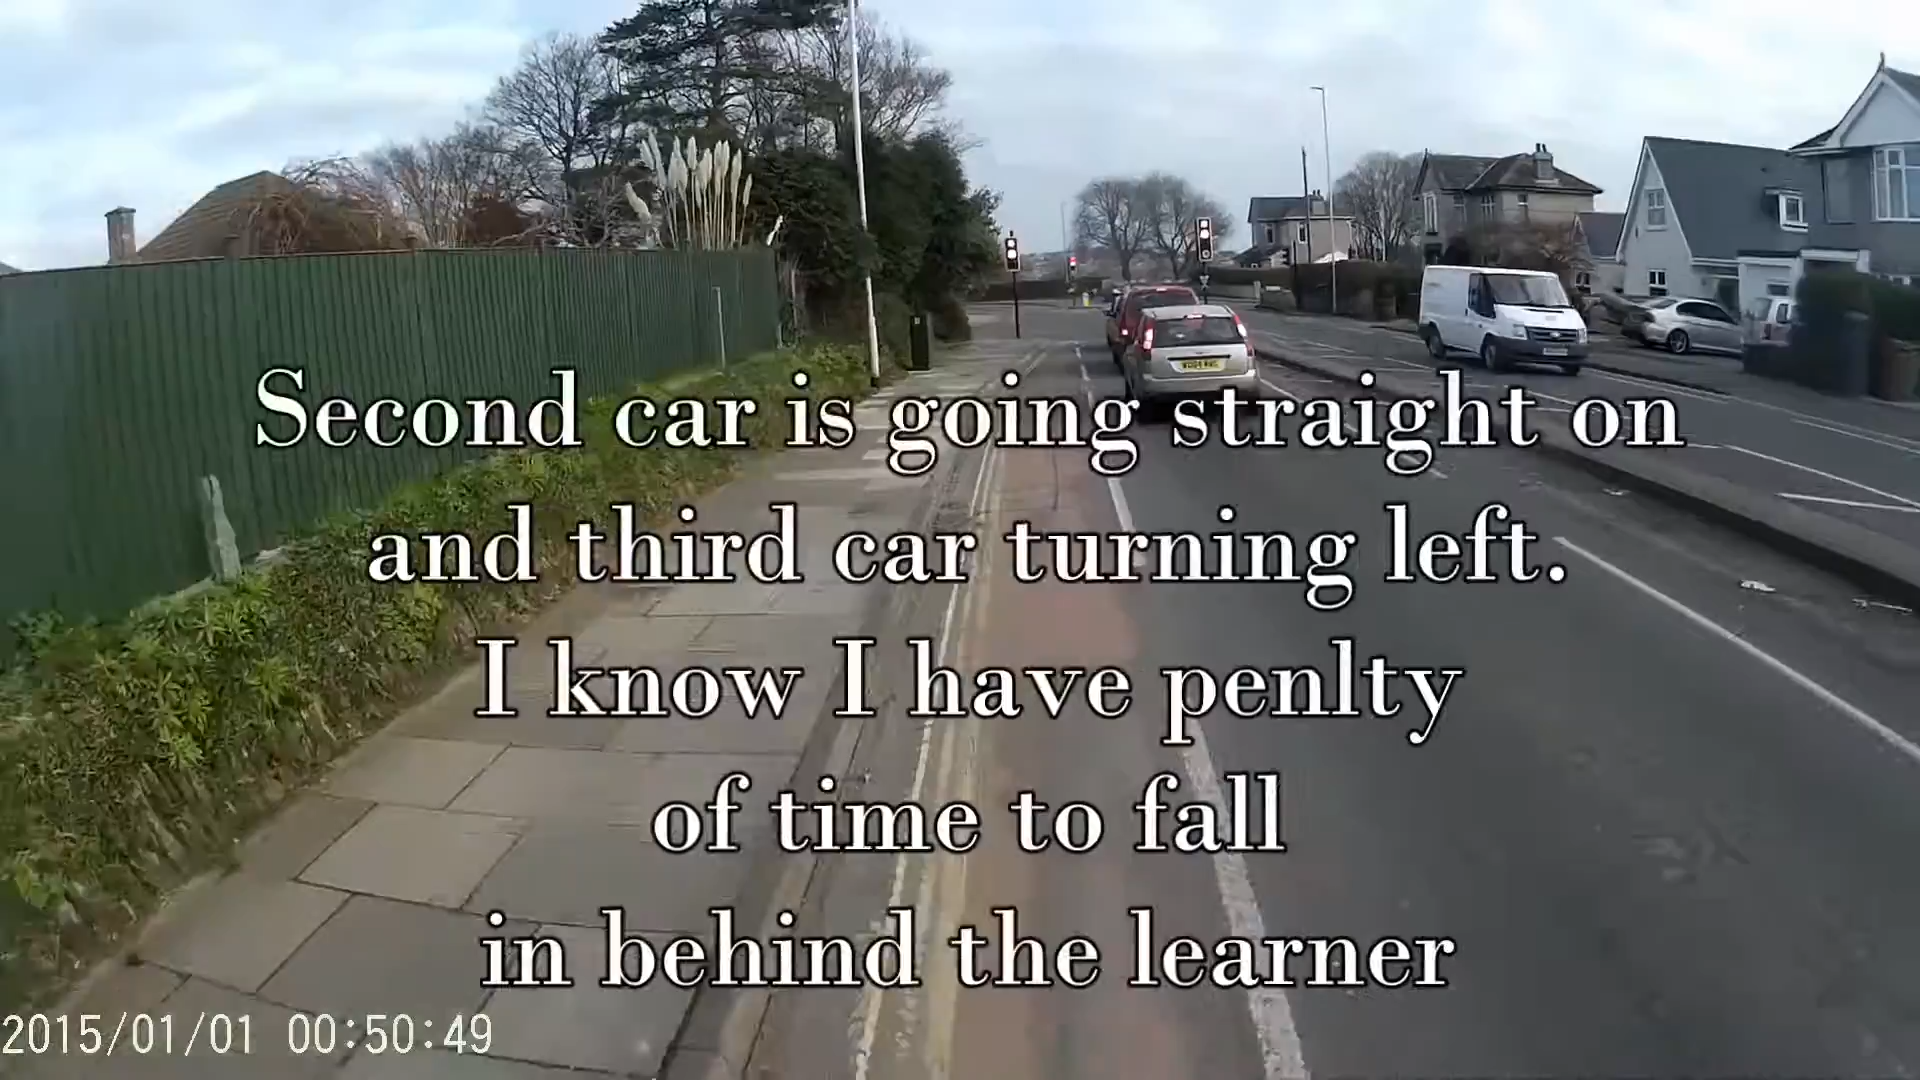 Second car is going straight on
and third car turning left.
I know I have penlty
of time to fall
in behind the learner
2015/01/01 00:50:49